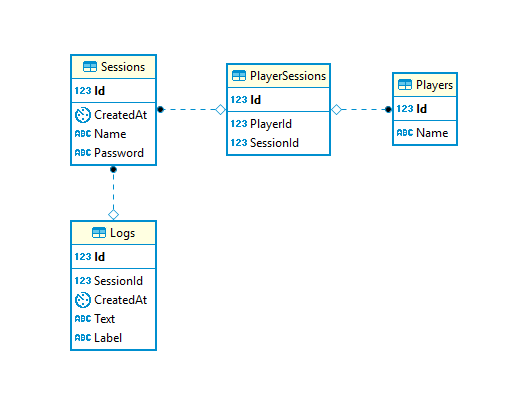 Sessions
123 Id
CreatedAt
ABC Name
ABC Password
PlayerSessions
123 Id
123 PlayerId
123 SessionId
Players
123 Id
ABC Name
Logs
123 Id
123 SessionId
CreatedAt
ABC Text
ABC Label